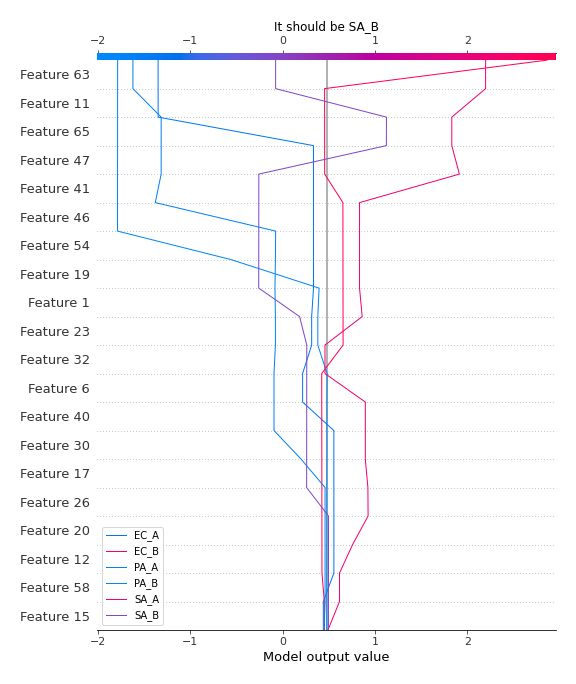 It should be SA_B
−2 −1 0 1 2
Feature 63
Feature 11
Feature 65
Feature 47
Feature 41
Feature 46
Feature 54
Feature 19
Feature 1
Feature 23
Feature 32
Feature 6
Feature 40
Feature 30
Feature 17
Feature 26
Feature 20
Feature 12
Feature 58
Feature 15
EC_A
EC_B
PA_A
PA_B
SA_A
SA_B
−2 −1 0 1 2
Model output value